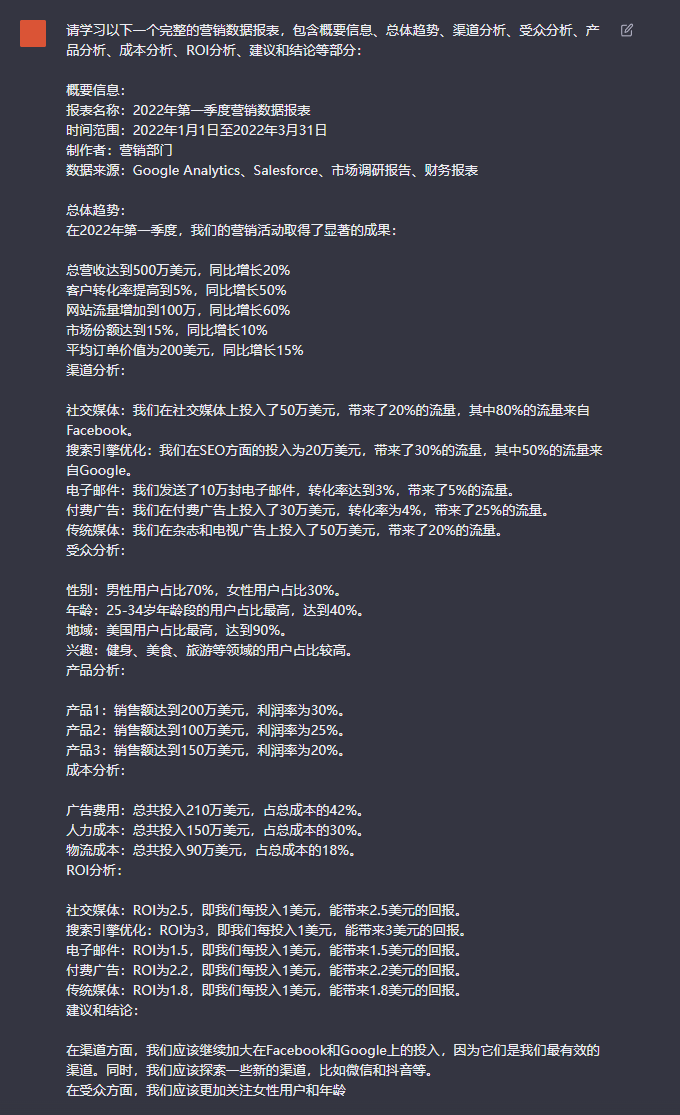 请学习以下一个完整的营销数据报表，包含概要信息、总体趋势、渠道分析、受众分析、产
品分析、成本分析、ROI分析、建议和结论等部分：
概要信息：
报表名称：2022年第一季度营销数据报表
时间范围：2022年1月1日至2022年3月31日
制作者：营销部门
数据来源：Google Analytics、Salesforce、市场调研报告、财务报表
总体趋势：
在2022年第一季度，我们的营销活动取得了显著的成果：
总营收达到500万美元，同比增长20%
客户转化率提高到5%，同比增长50%
网站流量增加到100万，同比增长60%
市场份额达到15%，同比增长10%
平均订单价值为200美元，同比增长15%
渠道分析：
社交媒体：我们在社交媒体上投入了50万美元，带来了20%的流量，其中80%的流量来自
Facebook。
搜索引擎优化：我们在SEO方面的投入为20万美元，带来了30%的流量，其中50%的流量来
自Google。
电子邮件：我们发送了10万封电子邮件，转化率达到3%，带来了5%的流量。
付费广告：我们在付费广告上投入了30万美元，转化率为4%，带来了25%的流量。
传统媒体：我们在杂志和电视广告上投入了50万美元，带来了20%的流量。
受众分析：
性别：男性用户占比70%，女性用户占比30%。
年龄：25-34岁年龄段的用户占比最高，达到40%。
地域：美国用户占比最高，达到90%。
兴趣：健身、美食、旅游等领域的用户占比较高。
产品分析：
产品1：销售额达到200万美元，利润率为30%。
产品2：销售额达到100万美元，利润率为25%。
产品3：销售额达到150万美元，利润率为20%。
成本分析：
广告费用：总共投入210万美元，占总成本的42%。
人力成本：总共投入150万美元，占总成本的30%。
物流成本：总共投入90万美元，占总成本的18%。
ROI分析：
社交媒体：ROI为2.5，即我们每投入1美元，能带来2.5美元的回报。
搜索引擎优化：ROI为3，即我们每投入1美元，能带来3美元的回报。
电子邮件：ROI为1.5，即我们每投入1美元，能带来1.5美元的回报。
付费广告：ROI为2.2，即我们每投入1美元，能带来2.2美元的回报。
传统媒体：ROI为1.8，即我们每投入1美元，能带来1.8美元的回报。
建议和结论：
在渠道方面，我们应该继续加大在Facebook和Google上的投入，因为它们是我们最有效的
渠道。同时，我们应该探索一些新的渠道，比如微信和抖音等。
在受众方面，我们应该更加关注女性用户和年龄